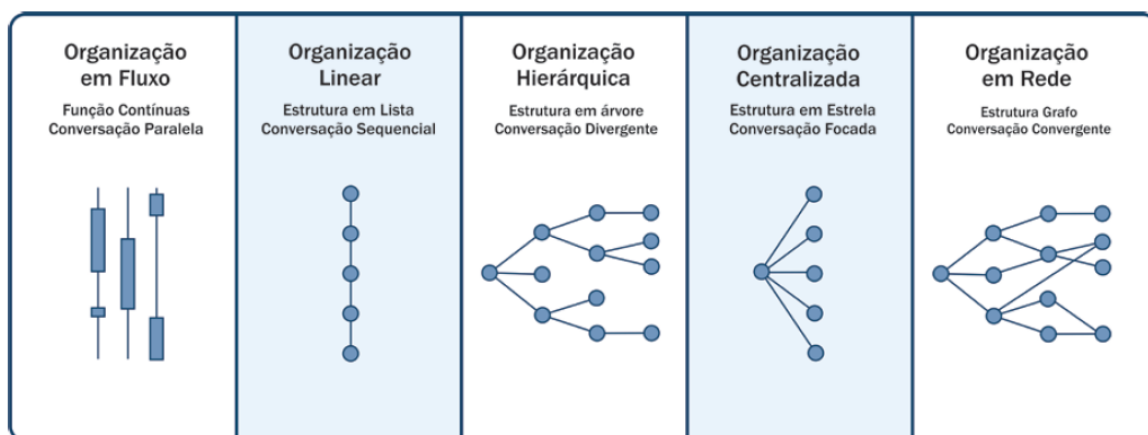 Organização
em Fluxo
Função Contínuas
Conversação Paralela
Organização
Linear
Estrutura em Lista
Conversação Sequencial
Organização
Hierárquica
Estrutura em árvore
Conversação Divergente
Organização
Centralizada
Estrutura em Estrela
Conversação Focada
Organização
em Rede
Estrutura Grafo
Conversação Convergente